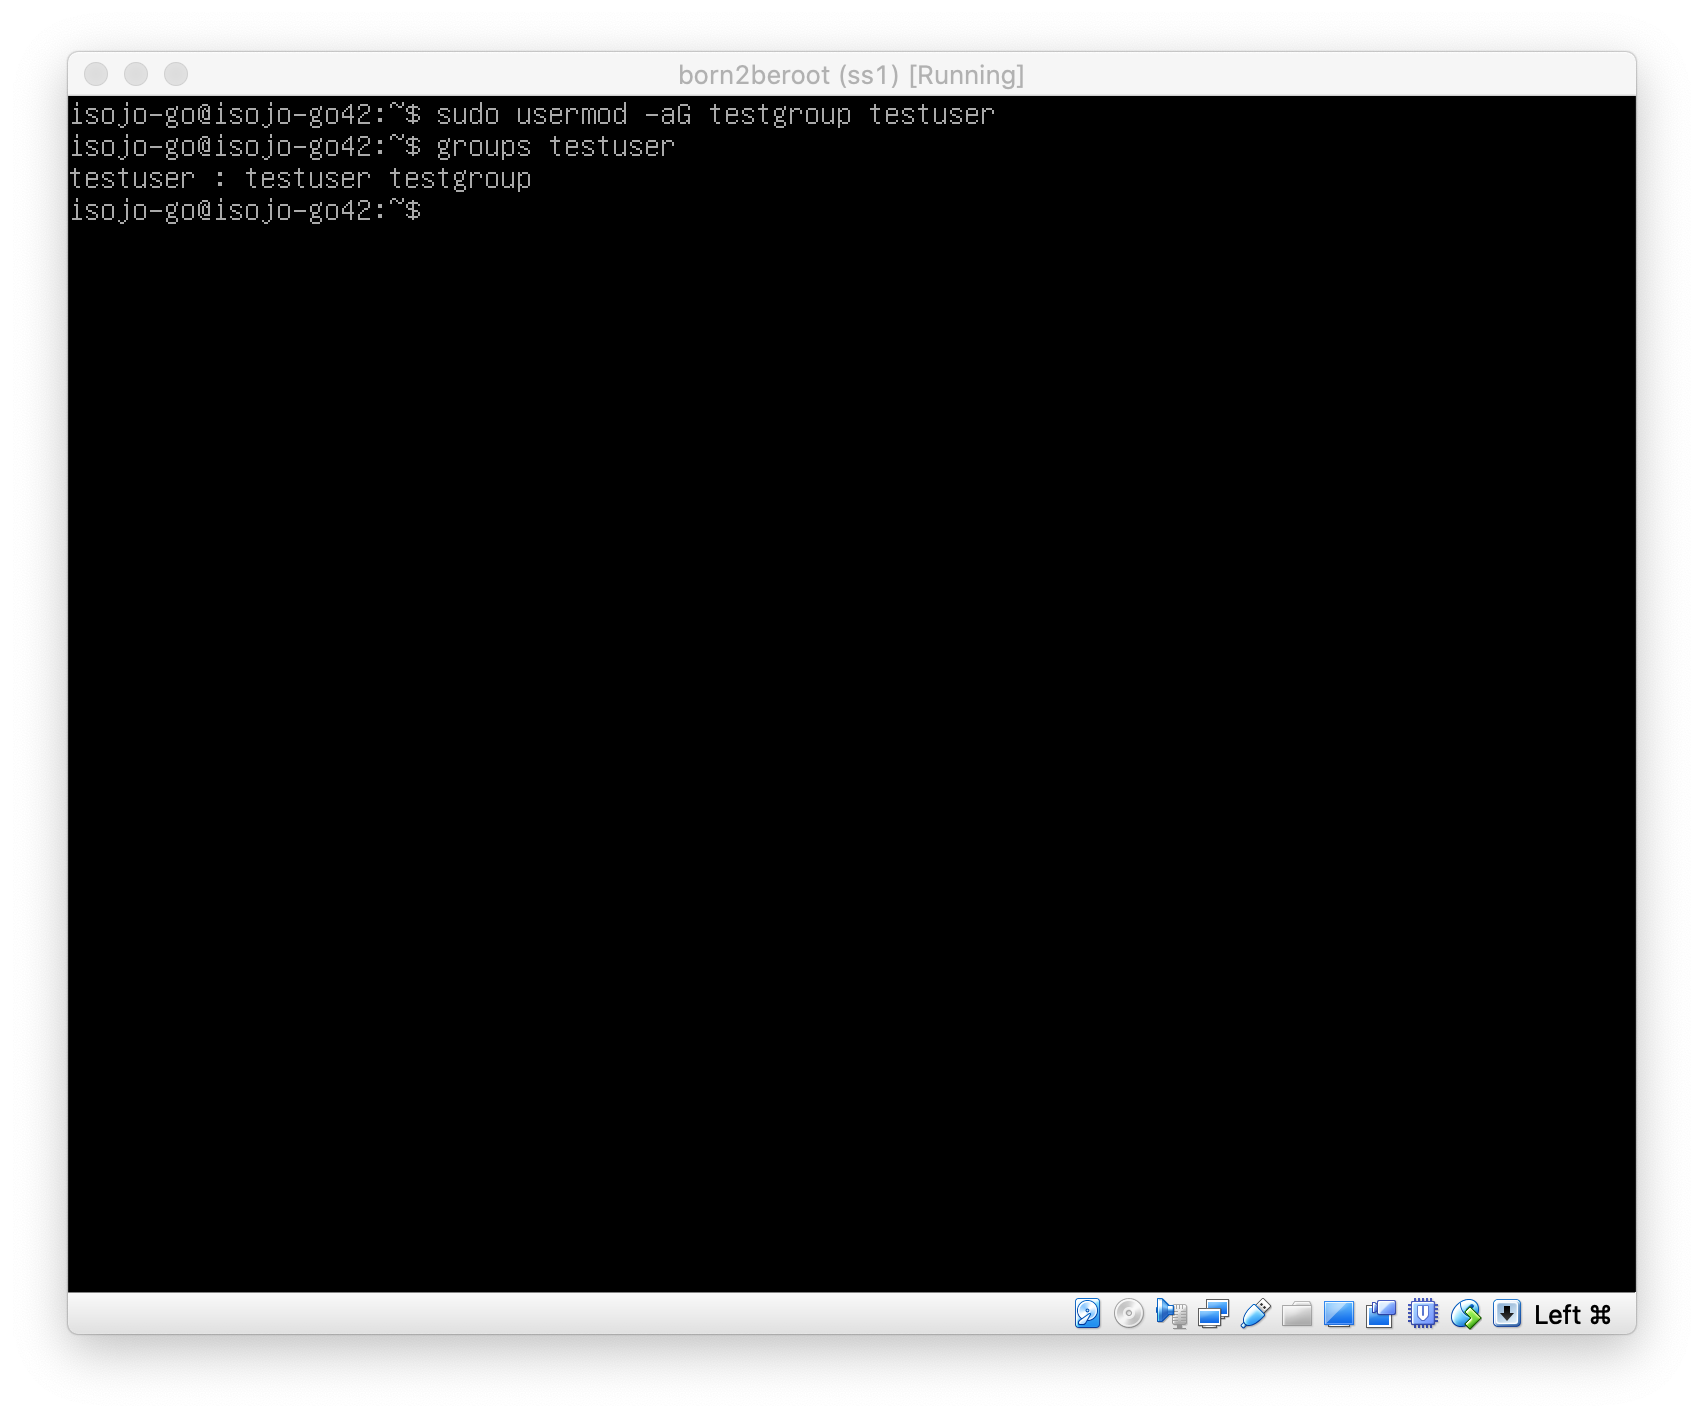 born2beroot (ss1) [Running]
isojo-go@isojo-go42:~$ sudo usermod -aG testgroup testuser
isojo-go@isojo-go42:~$ groups testuser
testuser : testuser testgroup
isojo-go@isojo-go42:~$
Left ⌘